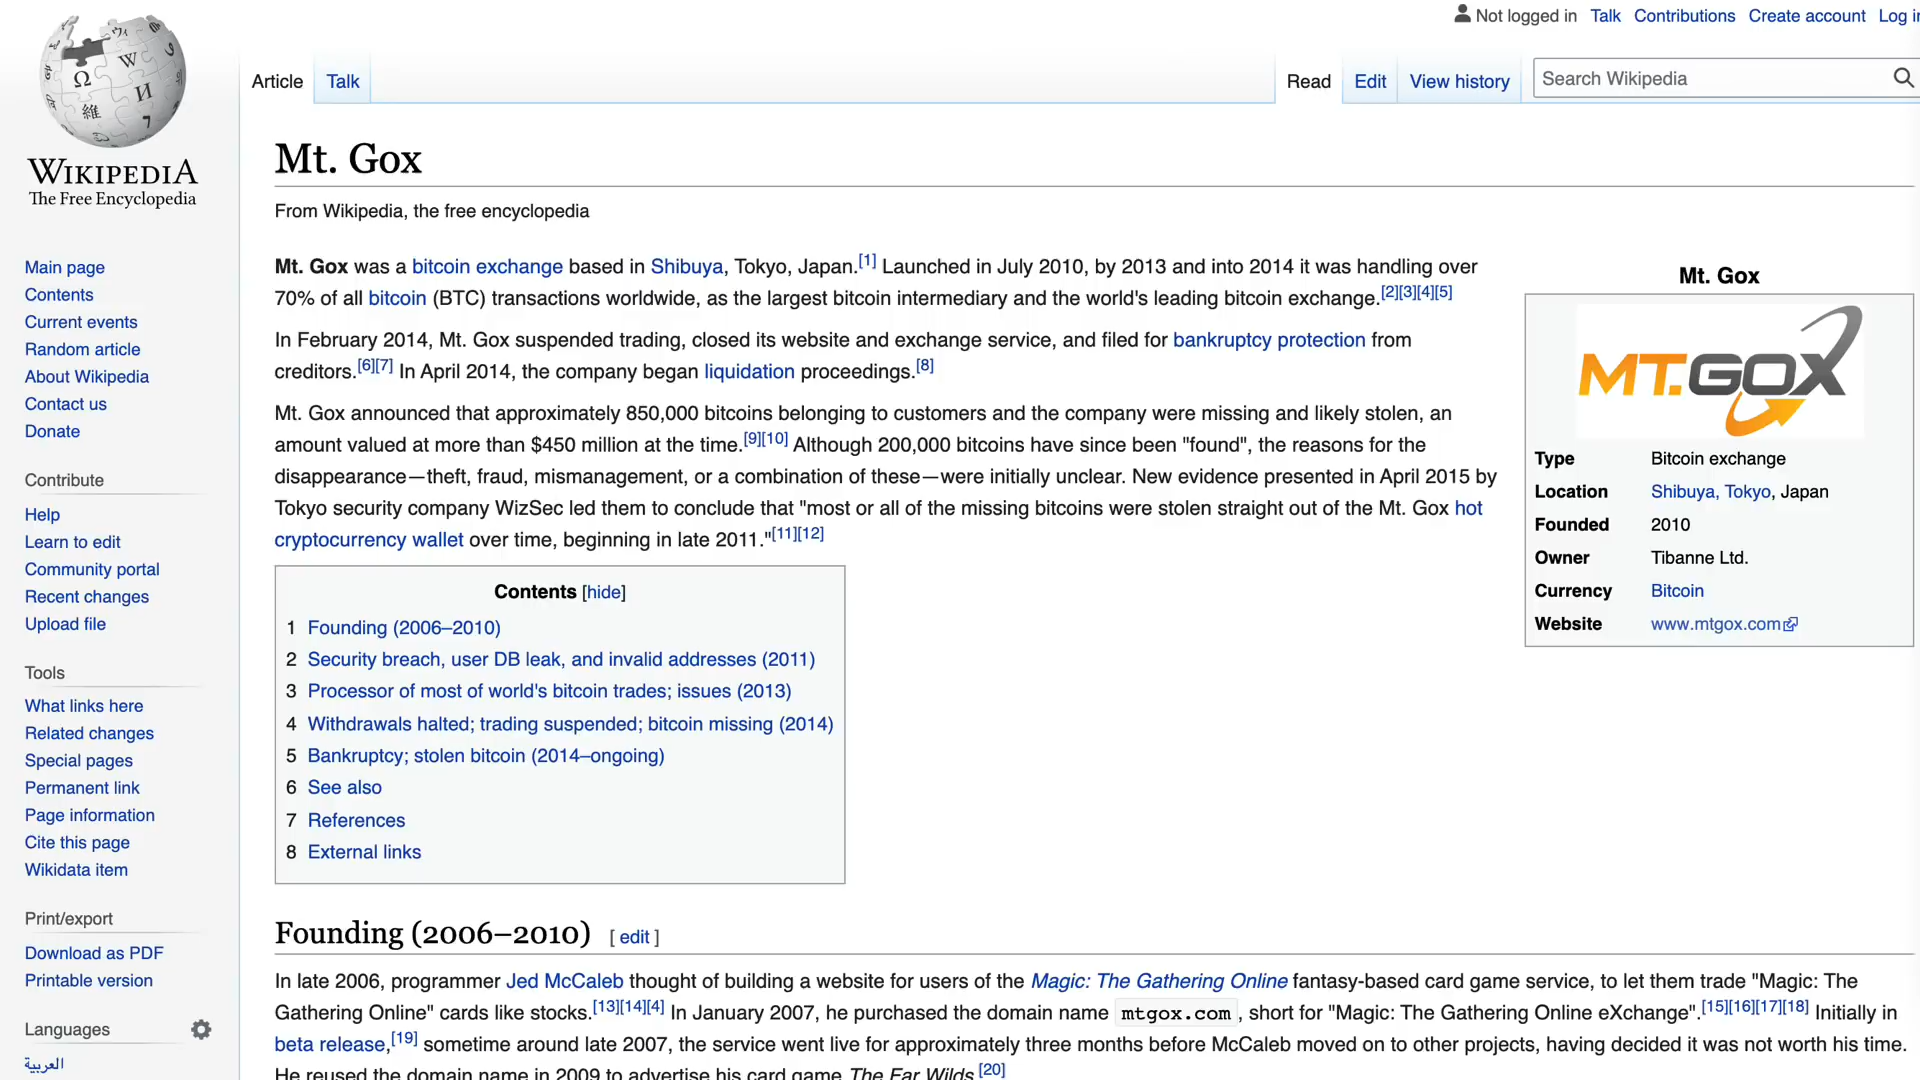 Not logged in Talk Contributions Create account Log in
Article Talk Read Edit View history Search Wikipedia
WIKIPEDIA
The Free Encyclopedia
Main page
Contents
Current events
Random article
About Wikipedia
Contact us
Donate
Contribute
Help
Learn to edit
Community portal
Recent changes
Upload file
Tools
What links here
Related changes
Special pages
Permanent link
Page information
Cite this page
Wikidata item
Print/export
Download as PDF
Printable version
Languages
العربية
Mt. Gox
From Wikipedia, the free encyclopedia
Mt. Gox was a bitcoin exchange based in Shibuya, Tokyo, Japan.[1] Launched in July 2010, by 2013 and into 2014 it was handling over
70% of all bitcoin (BTC) transactions worldwide, as the largest bitcoin intermediary and the world's leading bitcoin exchange.[2][3][4][5]
In February 2014, Mt. Gox suspended trading, closed its website and exchange service, and filed for bankruptcy protection from
creditors.[6][7] In April 2014, the company began liquidation proceedings.[8]
Mt. Gox announced that approximately 850,000 bitcoins belonging to customers and the company were missing and likely stolen, an
amount valued at more than $450 million at the time.[9][10] Although 200,000 bitcoins have since been "found", the reasons for the
disappearance—theft, fraud, mismanagement, or a combination of these—were initially unclear. New evidence presented in April 2015 by
Tokyo security company WizSec led them to conclude that "most or all of the missing bitcoins were stolen straight out of the Mt. Gox hot
cryptocurrency wallet over time, beginning in late 2011."[11][12]
Mt. Gox
MT.GOX
Type Bitcoin exchange
Location Shibuya, Tokyo, Japan
Founded 2010
Owner Tibanne Ltd.
Currency Bitcoin
Website www.mtgox.com
Contents [hide]
1 Founding (2006–2010)
2 Security breach, user DB leak, and invalid addresses (2011)
3 Processor of most of world's bitcoin trades; issues (2013)
4 Withdrawals halted; trading suspended; bitcoin missing (2014)
5 Bankruptcy; stolen bitcoin (2014–ongoing)
6 See also
7 References
8 External links
Founding (2006–2010) [ edit ]
In late 2006, programmer Jed McCaleb thought of building a website for users of the Magic: The Gathering Online fantasy-based card game service, to let them trade "Magic: The
Gathering Online" cards like stocks.[13][14][4] In January 2007, he purchased the domain name mtgox.com , short for "Magic: The Gathering Online eXchange".[15][16][17][18] Initially in
beta release,[19] sometime around late 2007, the service went live for approximately three months before McCaleb moved on to other projects, having decided it was not worth his time.
He reused the domain name in 2009 to advertise his card game The Far Wilds.[20]